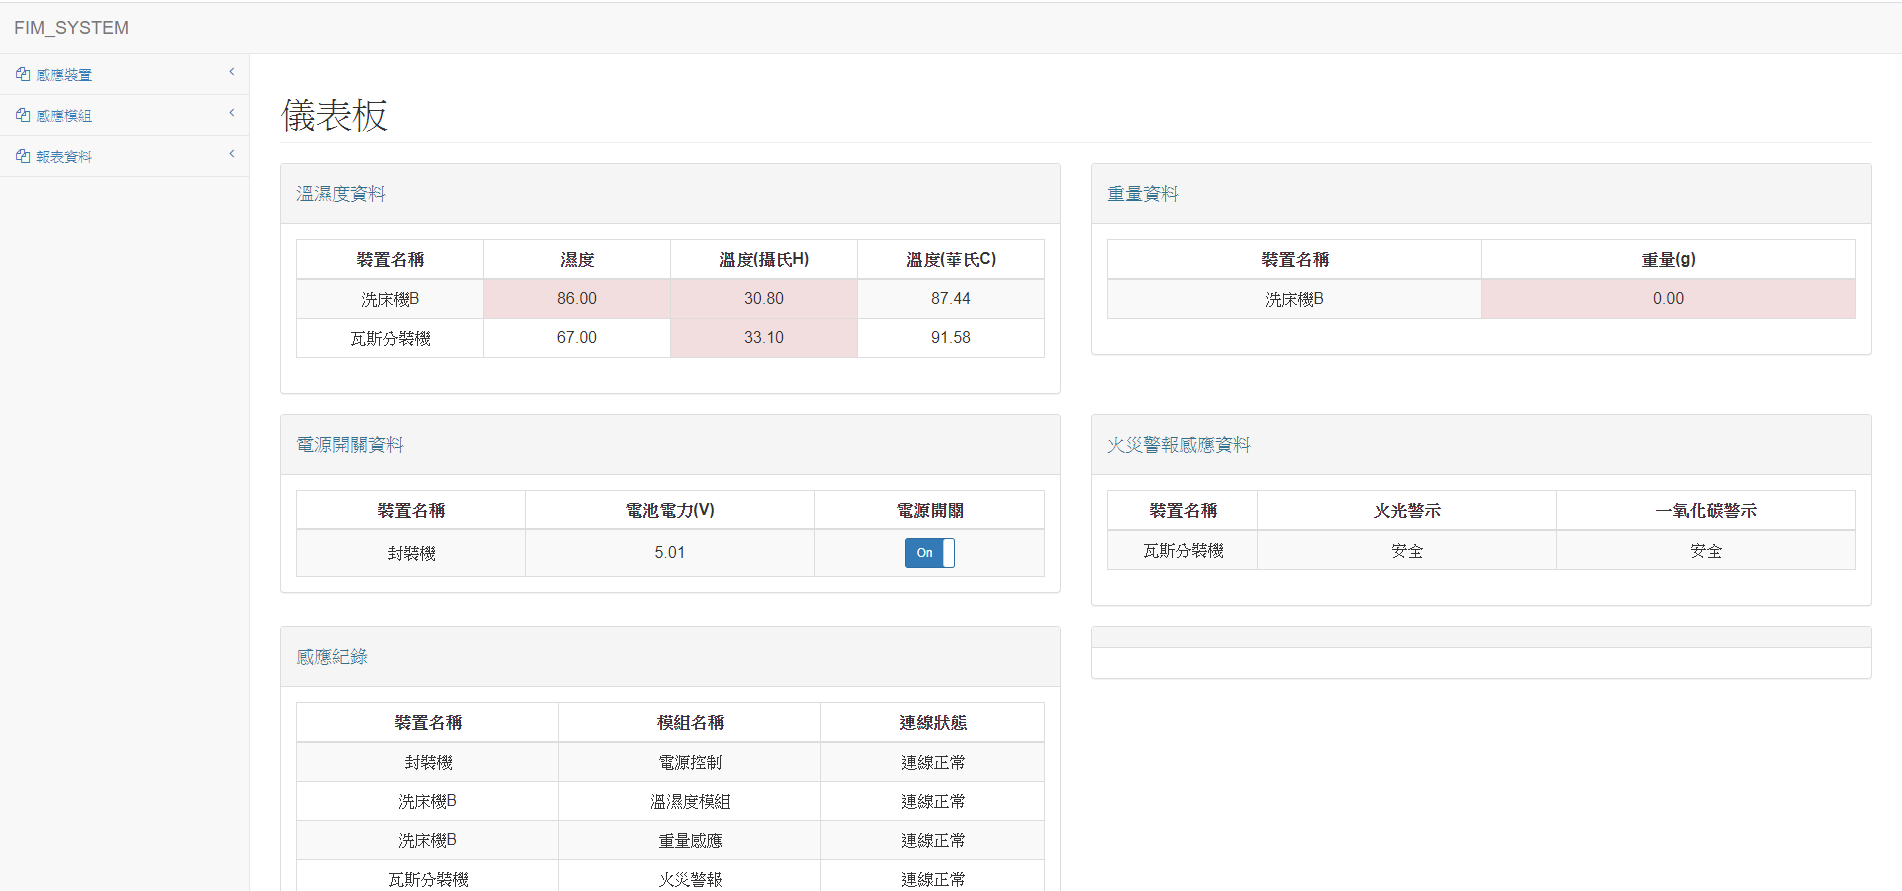 FIM_SYSTEM
感應裝置
感應模組
報表資料
儀表板
溫濕度資料
裝置名稱 濕度 溫度(攝氏H) 溫度(華氏C)
洗床機B 86.00 30.80 87.44
瓦斯分裝機 67.00 33.10 91.58
重量資料
裝置名稱 重量(g)
洗床機B 0.00
電源開關資料
裝置名稱 電池電力(V) 電源開關
封裝機 5.01 On
火災警報感應資料
裝置名稱 火光警示 一氧化碳警示
瓦斯分裝機 安全 安全
感應紀錄
裝置名稱 模組名稱 連線狀態
封裝機 電源控制 連線正常
洗床機B 溫濕度模組 連線正常
洗床機B 重量感應 連線正常
瓦斯分裝機 火災警報 連線正常